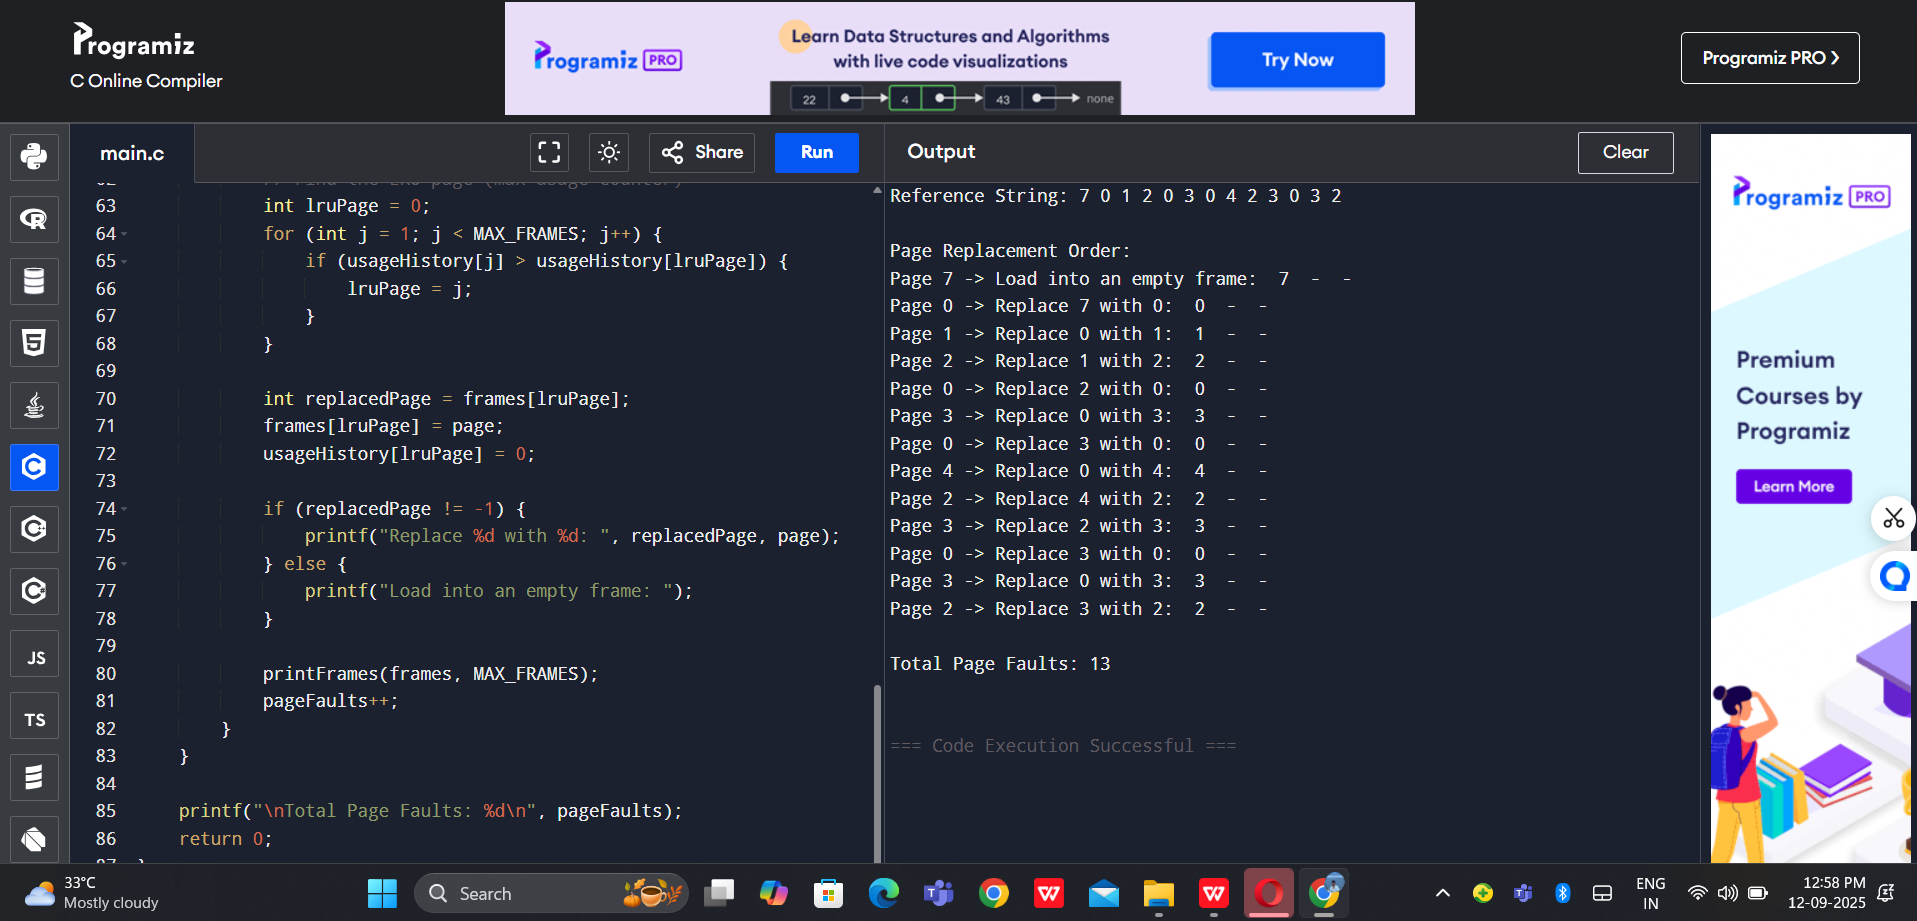 Programiz
C Online Compiler
Programiz PRO
Learn Data Structures and Algorithms
with live code visualizations
22 4 43 none
Try Now
Programiz PRO ❯
main.c
Share
Run
Output
Clear
63 int lruPage = 0;
64 for (int j = 1; j < MAX_FRAMES; j++) {
65 if (usageHistory[j] > usageHistory[lruPage]) {
66 lruPage = j;
67 }
68 }
69
70 int replacedPage = frames[lruPage];
71 frames[lruPage] = page;
72 usageHistory[lruPage] = 0;
73
74 if (replacedPage != -1) {
75 printf("Replace %d with %d: ", replacedPage, page);
76 } else {
77 printf("Load into an empty frame: ");
78 }
79
80 printFrames(frames, MAX_FRAMES);
81 pageFaults++;
82 }
83 }
84
85 printf("\nTotal Page Faults: %d\n", pageFaults);
86 return 0;
Reference String: 7 0 1 2 0 3 0 4 2 3 0 3 2
Page Replacement Order:
Page 7 -> Load into an empty frame: 7 - -
Page 0 -> Replace 7 with 0: 0 - -
Page 1 -> Replace 0 with 1: 1 - -
Page 2 -> Replace 1 with 2: 2 - -
Page 0 -> Replace 2 with 0: 0 - -
Page 3 -> Replace 0 with 3: 3 - -
Page 0 -> Replace 3 with 0: 0 - -
Page 4 -> Replace 0 with 4: 4 - -
Page 2 -> Replace 4 with 2: 2 - -
Page 3 -> Replace 2 with 3: 3 - -
Page 0 -> Replace 3 with 0: 0 - -
Page 3 -> Replace 0 with 3: 3 - -
Page 2 -> Replace 3 with 2: 2 - -
Total Page Faults: 13
=== Code Execution Successful ===
Programiz PRO
Premium
Courses by
Programiz
Learn More
JS
TS
33°C
Mostly cloudy
Search
ENG
IN
12:58 PM
12-09-2025